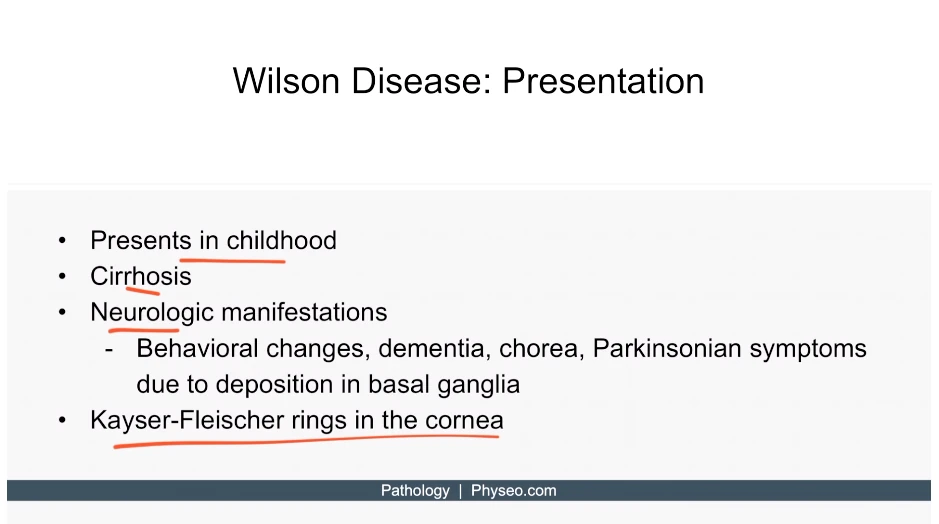 Wilson Disease: Presentation
• Presents in childhood
• Cirrhosis
• Neurologic manifestations
- Behavioral changes, dementia, chorea, Parkinsonian symptoms
due to deposition in basal ganglia
• Kayser-Fleischer rings in the cornea
Pathology | Physeo.com